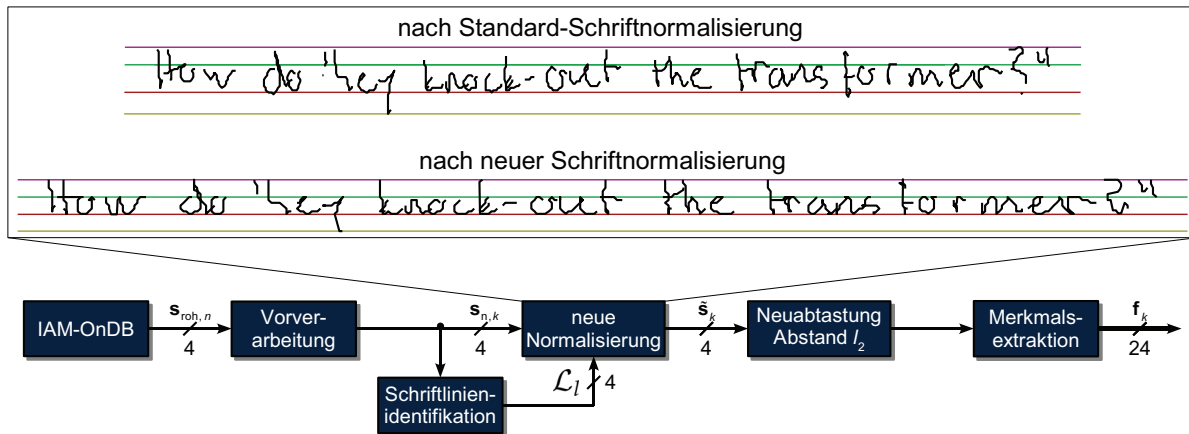 nach Standard-Schriftnormalisierung
How do "hey knock-out the transformer?"
nach neuer Schriftnormalisierung
How do "hey knock-out the transformer?"
IAM-OnDB
s_roh, n
4
Vorver-
arbeitung
s_n, k
4
neue
Normalisierung
s̃_k
4
Neuabtastung
Abstand l_2
Merkmals-
extraktion
f_k
24
Schriftlinien-
identifikation
ℒ_l
4